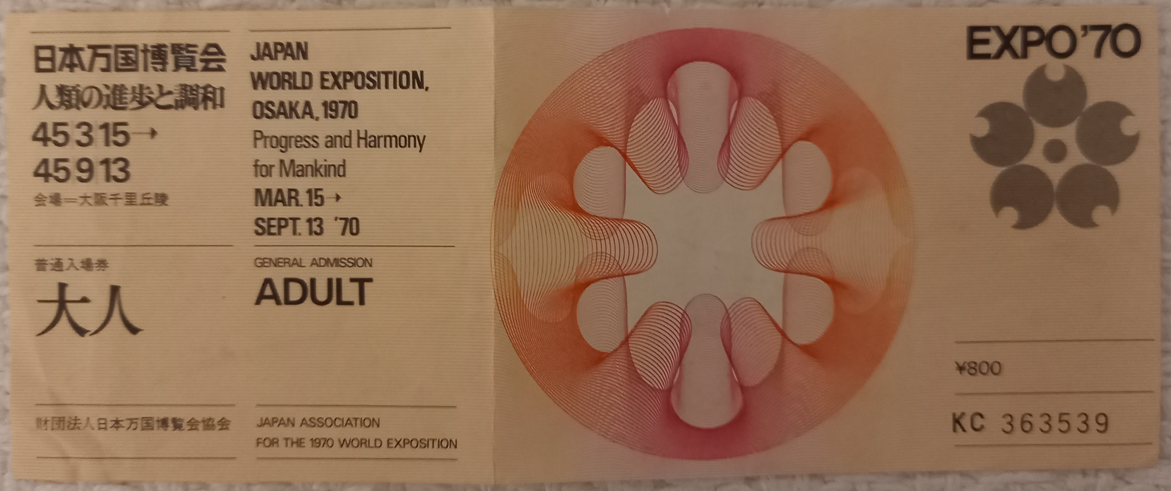 日本万国博覧会
人類の進歩と調和
45 3 15→
45 9 13
会場=大阪千里丘陵
普通入場券
大人
財団法人日本万国博覧会協会
JAPAN
WORLD EXPOSITION,
OSAKA, 1970
Progress and Harmony
for Mankind
MAR. 15→
SEPT. 13 '70
GENERAL ADMISSION
ADULT
JAPAN ASSOCIATION
FOR THE 1970 WORLD EXPOSITION
EXPO'70
¥800
KC 363539